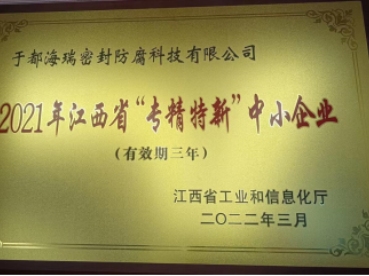 于都海瑞密封防腐科技有限公司
2021年江西省“专精特新”中小企业
(有效期三年)
江西省工业和信息化厅
二〇二二年三月